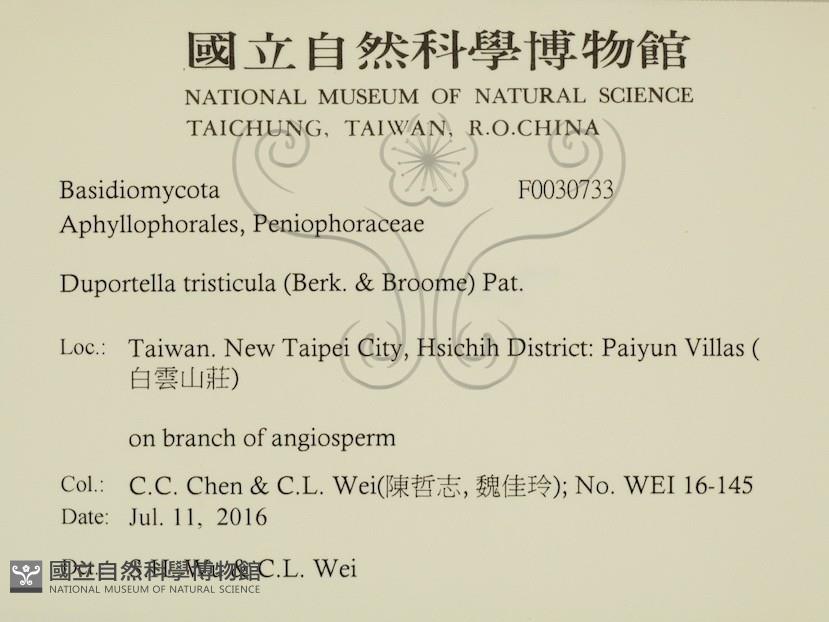 國立自然科學博物館
NATIONAL MUSEUM OF NATURAL SCIENCE
TAICHUNG, TAIWAN, R.O.CHINA
Basidiomycota F0030733
Aphyllophorales, Peniophoraceae
Duportella tristicula (Berk. & Broome) Pat.
Loc.: Taiwan. New Taipei City, Hsichih District: Paiyun Villas (
白雲山莊)
on branch of angiosperm
Col.: C.C. Chen & C.L. Wei(陳哲志, 魏佳玲); No. WEI 16-145
Date: Jul. 11, 2016
Det.: S.H. Wu & C.L. Wei
國立自然科學博物館
NATIONAL MUSEUM OF NATURAL SCIENCE